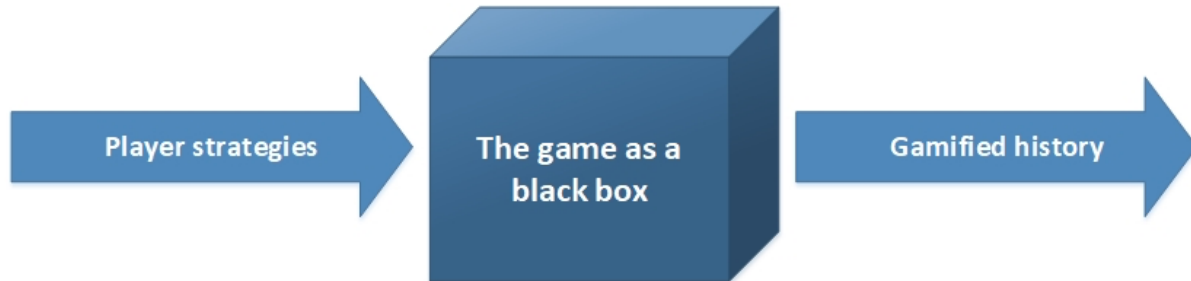 Player strategies
The game as a
black box
Gamified history